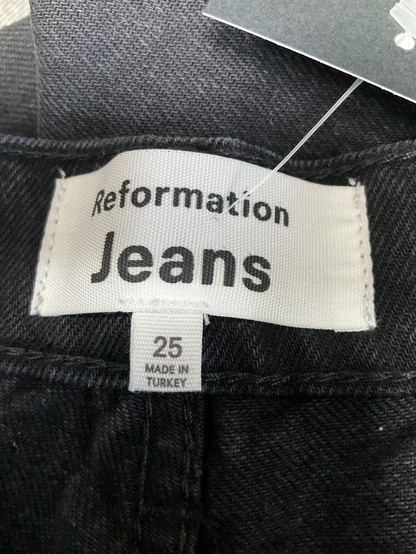 Reformation
Jeans
25
MADE IN
TURKEY